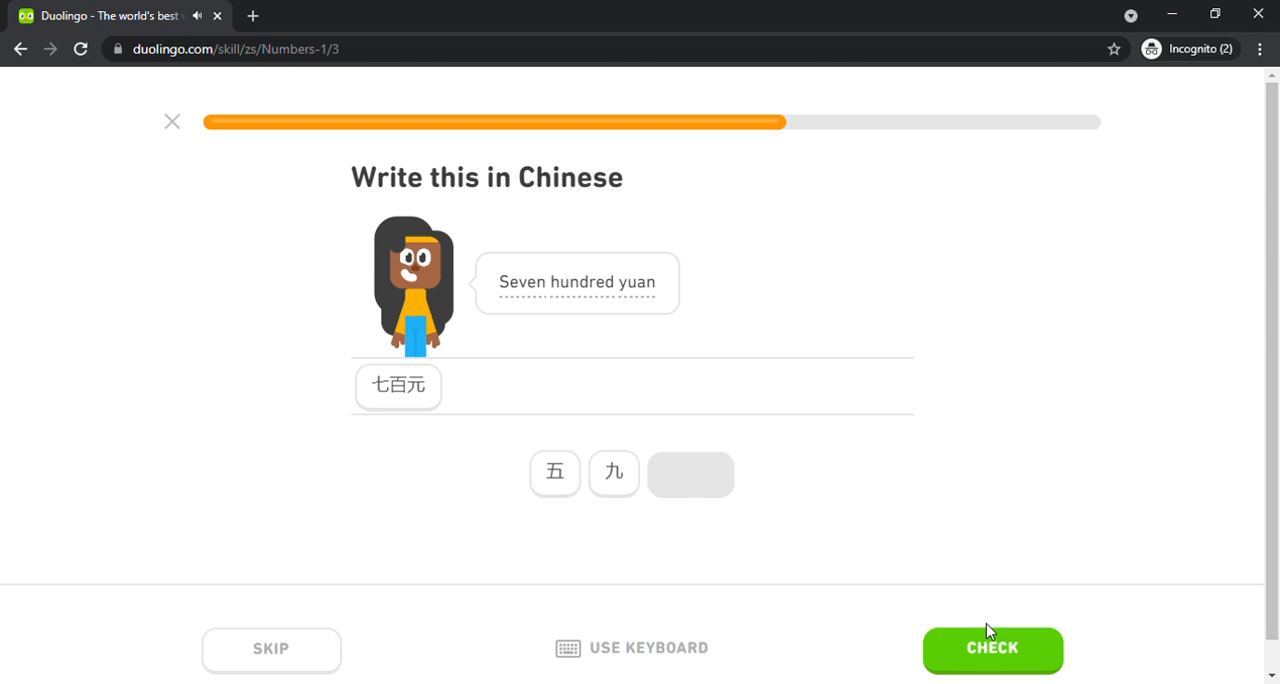 Duolingo - The world's best
duolingo.com/skill/zs/Numbers-1/3
Incognito (2)
Write this in Chinese
Seven hundred yuan
七百元
五 九
SKIP
USE KEYBOARD
CHECK